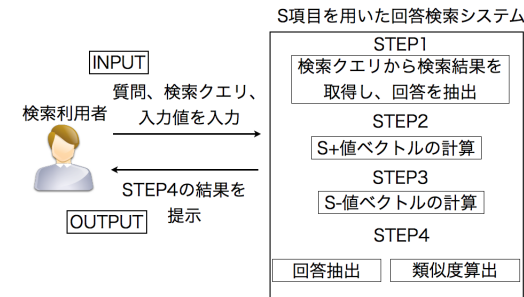 S項目を用いた回答検索システム
INPUT
質問、検索クエリ、
入力値を入力
検索利用者
STEP4の結果を
提示
OUTPUT
STEP1
検索クエリから検索結果を
取得し、回答を抽出
STEP2
S+値ベクトルの計算
STEP3
S-値ベクトルの計算
STEP4
回答抽出
類似度算出